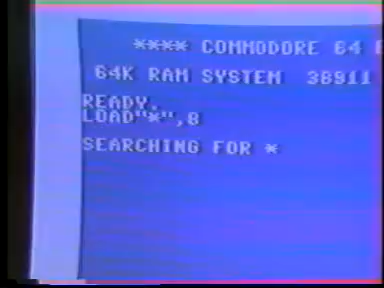 **** COMMODORE 64
64K RAM SYSTEM 38911
READY.
LOAD"*",8
SEARCHING FOR *